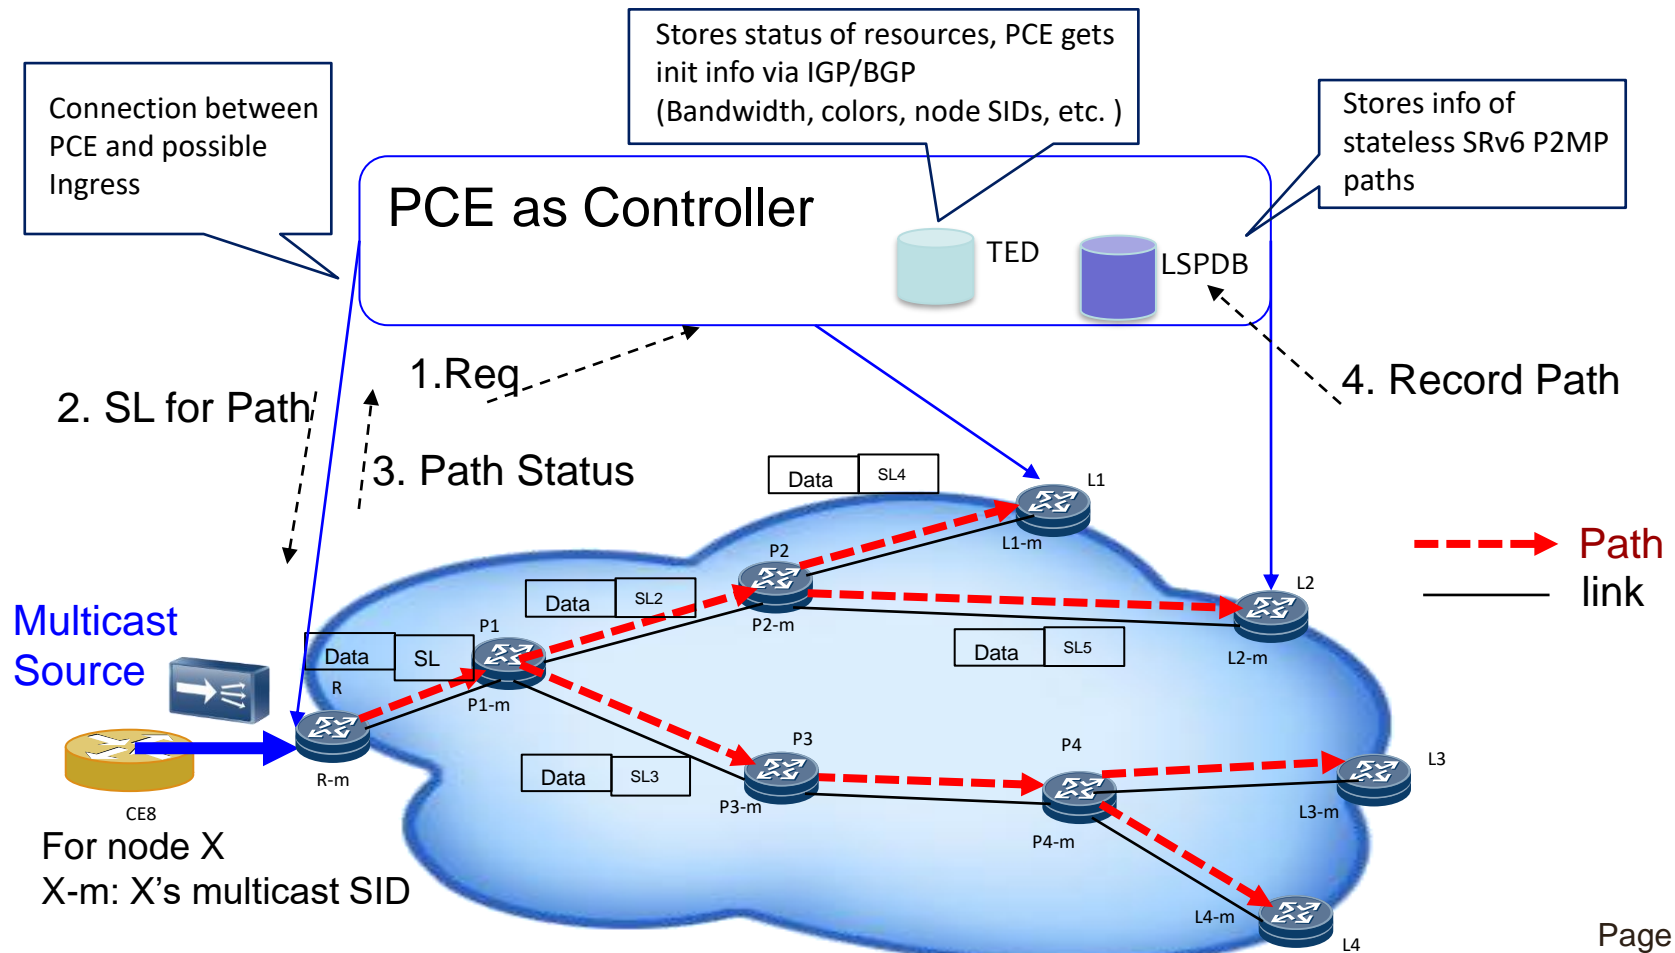 Stores status of resources, PCE gets
init info via IGP/BGP
(Bandwidth, colors, node SIDs, etc. )
Connection between
PCE and possible
Ingress
Stores info of
stateless SRv6 P2MP
paths
PCE as Controller
TED
LSPDB
1.Req
2. SL for Path
3. Path Status
4. Record Path
Data
SL4
L1
L1-m
P2
P2-m
Data
SL2
L2
L2-m
Path
link
Multicast
Source
P1
P1-m
Data
SL
R
R-m
Data
SL5
Data
SL3
P3
P3-m
P4
P4-m
L3
L3-m
L4-m
L4
CE8
For node X
X-m: X’s multicast SID
Page